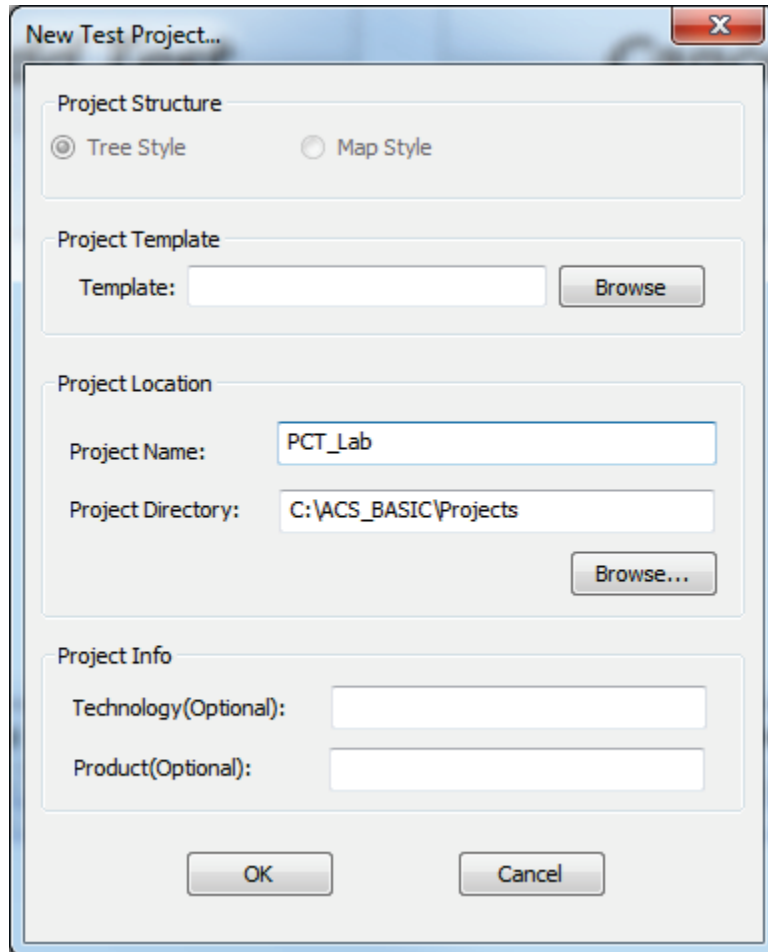 New Test Project...
Project Structure
Tree Style Map Style
Project Template
Template: Browse
Project Location
Project Name: PCT_Lab
Project Directory: C:\ACS_BASIC\Projects
Browse...
Project Info
Technology(Optional):
Product(Optional):
OK Cancel